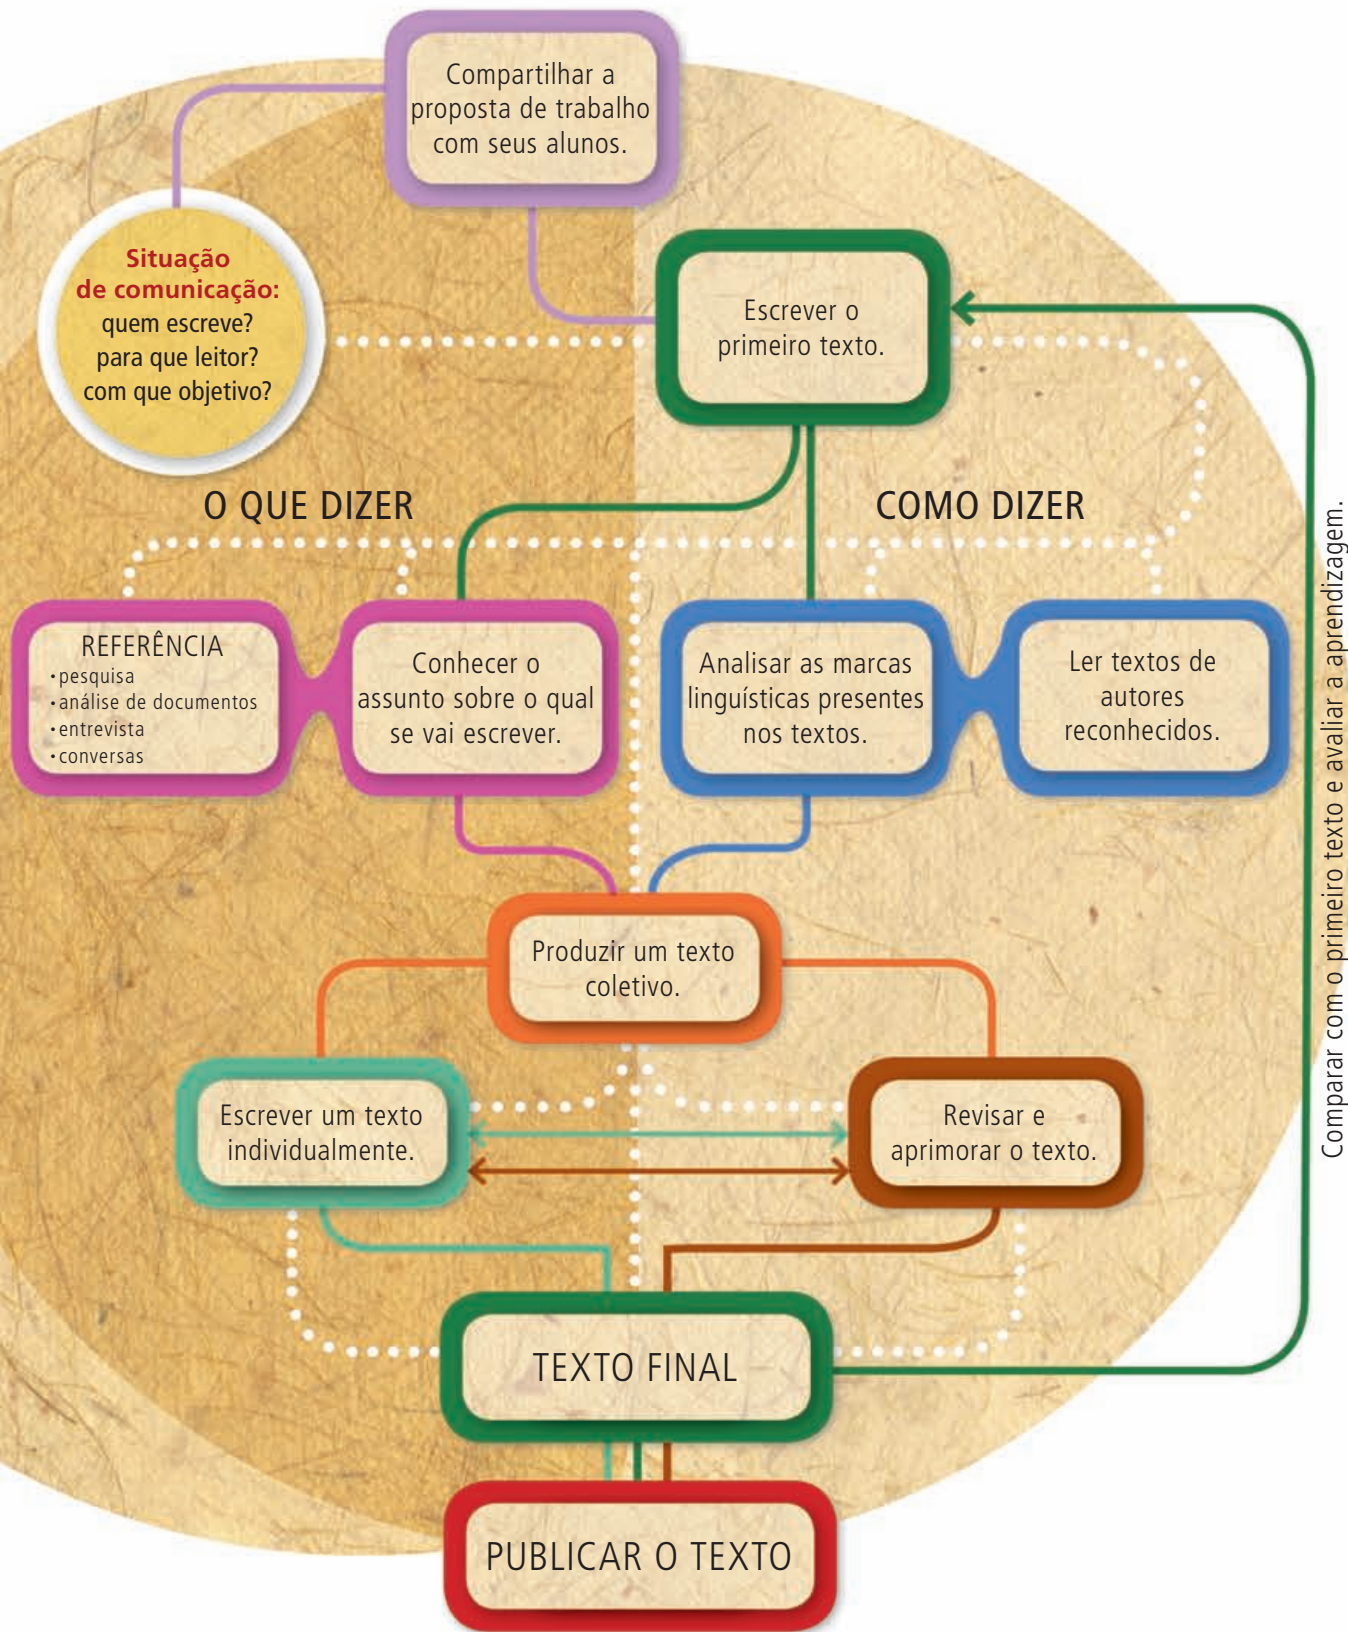 Compartilhar a
proposta de trabalho
com seus alunos.
Situação
de comunicação:
quem escreve?
para que leitor?
com que objetivo?
Escrever o
primeiro texto.
O QUE DIZER
COMO DIZER
REFERÊNCIA
• pesquisa
• análise de documentos
• entrevista
• conversas
Conhecer o
assunto sobre o qual
se vai escrever.
Analisar as marcas
linguísticas presentes
nos textos.
Ler textos de
autores
reconhecidos.
Produzir um texto
coletivo.
Escrever um texto
individualmente.
Revisar e
aprimorar o texto.
TEXTO FINAL
PUBLICAR O TEXTO
Comparar com o primeiro texto e avaliar a aprendizagem.